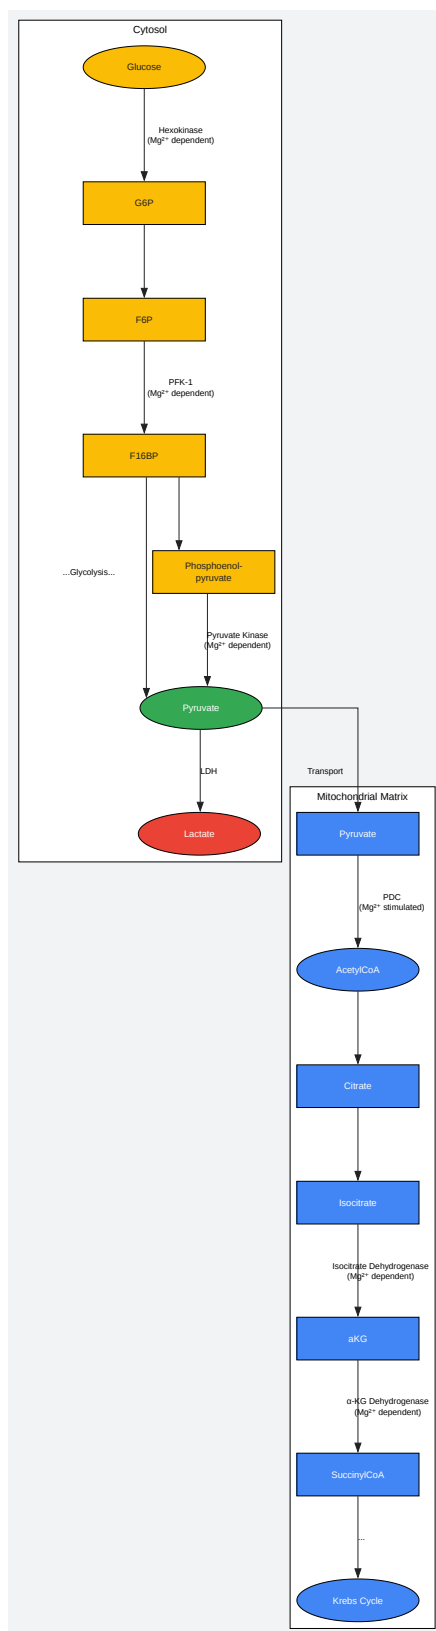 Cytosol
Glucose
Hexokinase
(Mg²⁺ dependent)
G6P
F6P
PFK-1
(Mg²⁺ dependent)
F16BP
...Glycolysis...
Phosphoenol-
pyruvate
Pyruvate Kinase
(Mg²⁺ dependent)
Pyruvate
LDH
Transport
Lactate
Mitochondrial Matrix
Pyruvate
PDC
(Mg²⁺ stimulated)
AcetylCoA
Citrate
Isocitrate
Isocitrate Dehydrogenase
(Mg²⁺ dependent)
aKG
α-KG Dehydrogenase
(Mg²⁺ dependent)
SuccinylCoA
...
Krebs Cycle